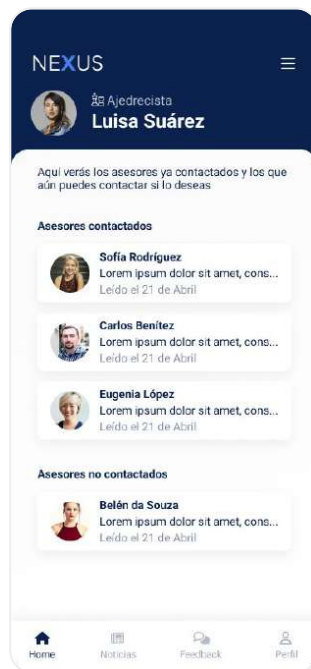 NEXUS
Ajedrecista
Luisa Suárez
Aquí verás los asesores ya contactados y los que
aún puedes contactar si lo deseas
Asesores contactados
Sofía Rodríguez
Lorem ipsum dolor sit amet, cons...
Leído el 21 de Abril
Carlos Benítez
Lorem ipsum dolor sit amet, cons...
Leído el 21 de Abril
Eugenia López
Lorem ipsum dolor sit amet, cons...
Leído el 21 de Abril
Asesores no contactados
Belén da Souza
Lorem ipsum dolor sit amet, cons...
Leído el 21 de Abril
Home Noticias Feedback Perfil